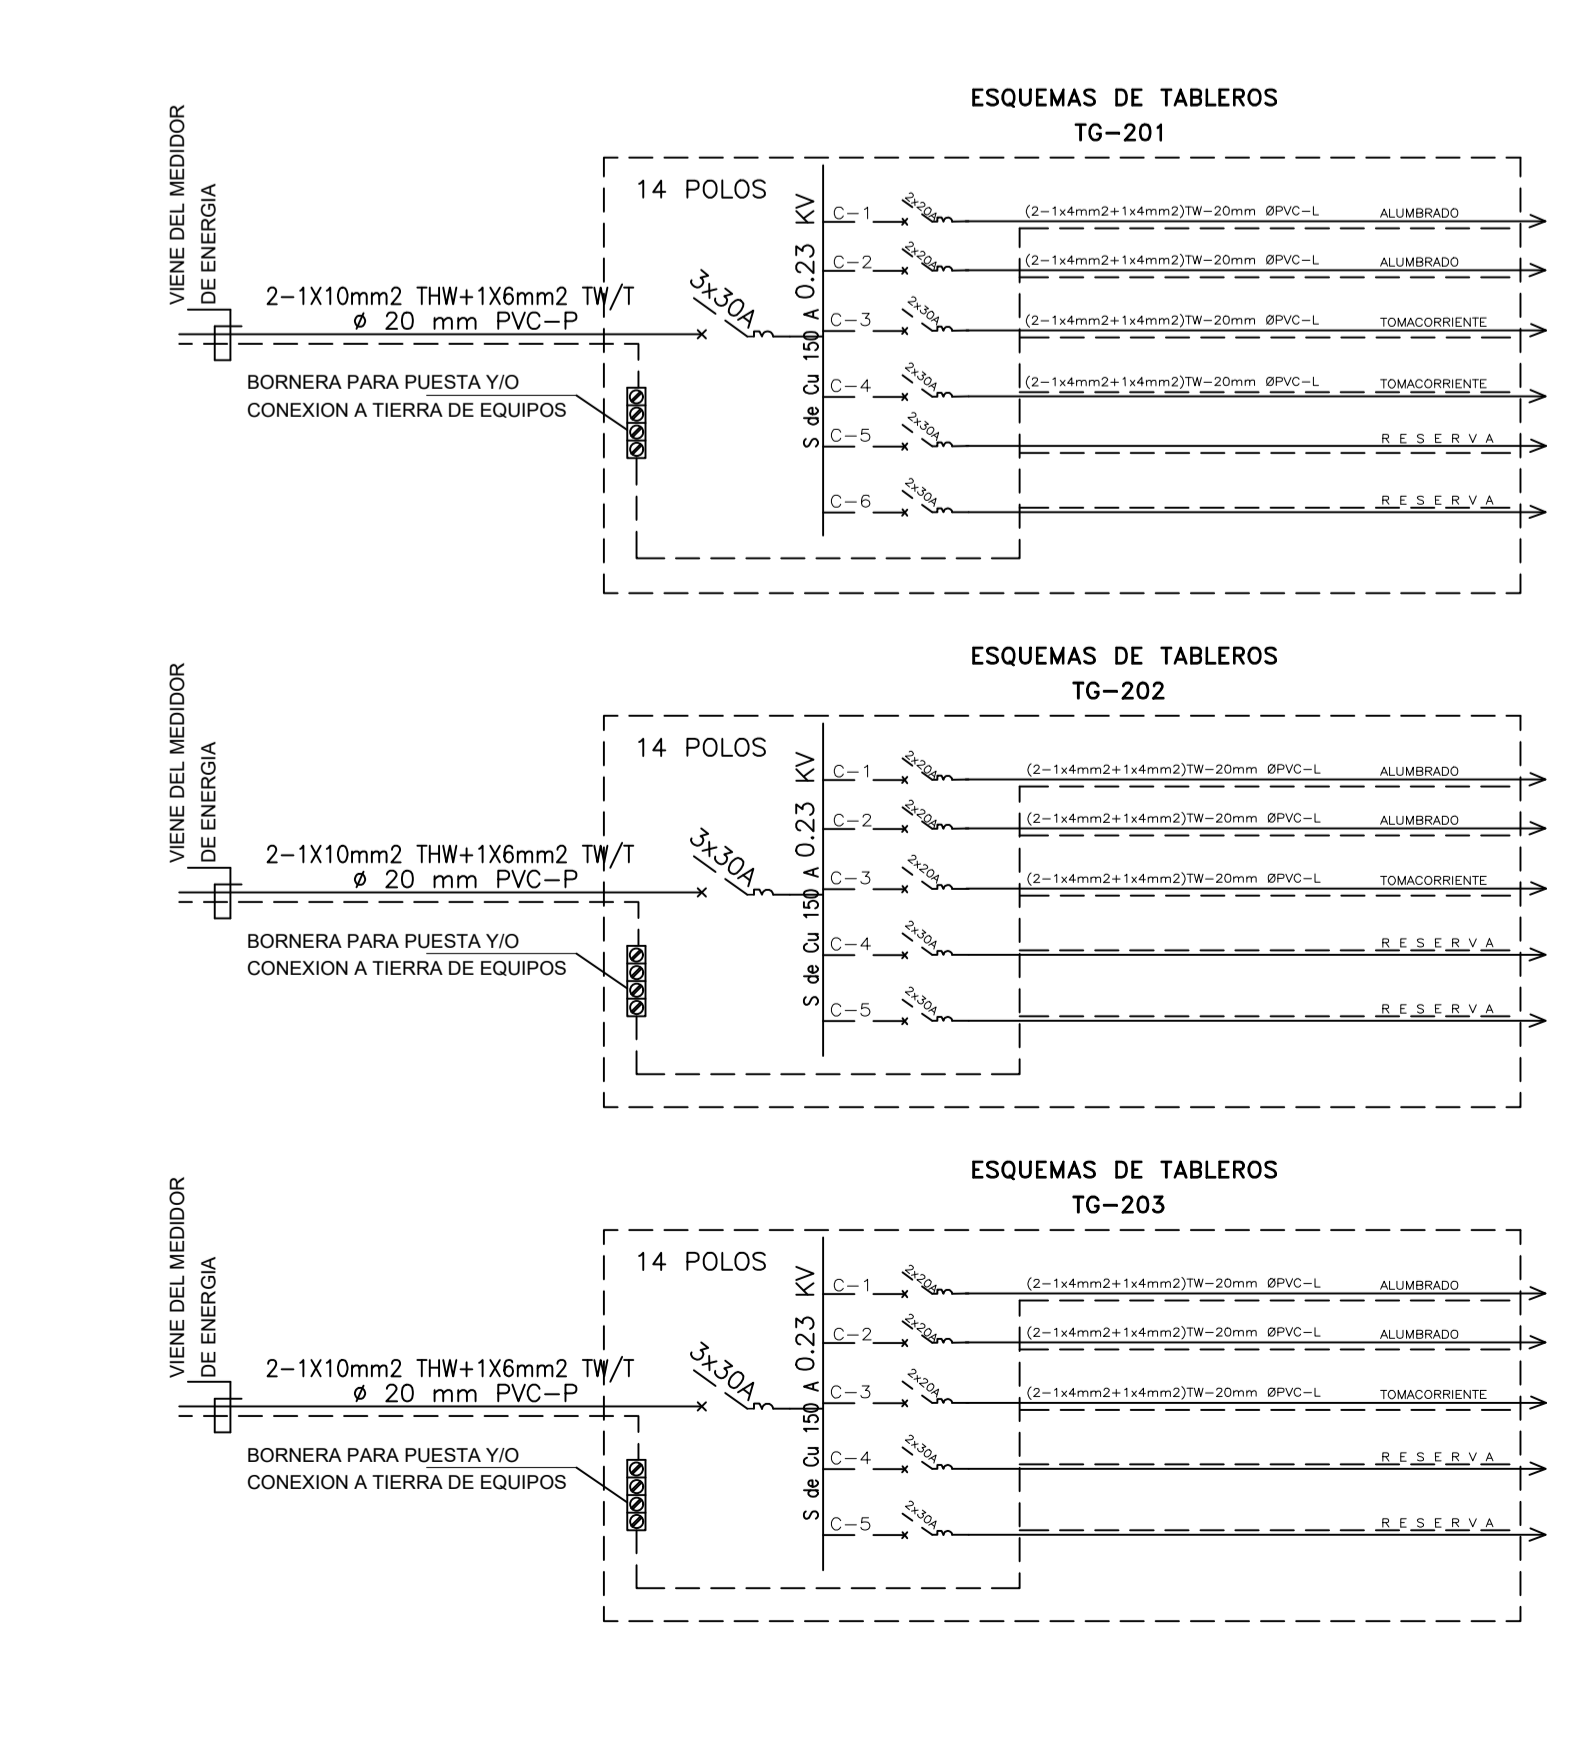 ESQUEMAS DE TABLEROS
TG-201
VIENE DEL MEDIDOR
DE ENERGIA
2-1X10mm2 THW+1X6mm2 TW/T
ø 20 mm PVC-P
BORNERA PARA PUESTA Y/O
CONEXION A TIERRA DE EQUIPOS
14 POLOS
3x30A
S de Cu 150 A 0.23 KV
C-1 2x20A (2-1x4mm2+1x4mm2)TW-20mm ØPVC-L ALUMBRADO
C-2 2x20A (2-1x4mm2+1x4mm2)TW-20mm ØPVC-L ALUMBRADO
C-3 2x30A (2-1x4mm2+1x4mm2)TW-20mm ØPVC-L TOMACORRIENTE
C-4 2x30A (2-1x4mm2+1x4mm2)TW-20mm ØPVC-L TOMACORRIENTE
C-5 2x30A R E S E R V A
C-6 2x30A R E S E R V A
ESQUEMAS DE TABLEROS
TG-202
VIENE DEL MEDIDOR
DE ENERGIA
2-1X10mm2 THW+1X6mm2 TW/T
ø 20 mm PVC-P
BORNERA PARA PUESTA Y/O
CONEXION A TIERRA DE EQUIPOS
14 POLOS
3x30A
S de Cu 150 A 0.23 KV
C-1 2x20A (2-1x4mm2+1x4mm2)TW-20mm ØPVC-L ALUMBRADO
C-2 2x20A (2-1x4mm2+1x4mm2)TW-20mm ØPVC-L ALUMBRADO
C-3 2x20A (2-1x4mm2+1x4mm2)TW-20mm ØPVC-L TOMACORRIENTE
C-4 2x30A R E S E R V A
C-5 2x30A R E S E R V A
ESQUEMAS DE TABLEROS
TG-203
VIENE DEL MEDIDOR
DE ENERGIA
2-1X10mm2 THW+1X6mm2 TW/T
ø 20 mm PVC-P
BORNERA PARA PUESTA Y/O
CONEXION A TIERRA DE EQUIPOS
14 POLOS
3x30A
S de Cu 150 A 0.23 KV
C-1 2x20A (2-1x4mm2+1x4mm2)TW-20mm ØPVC-L ALUMBRADO
C-2 2x20A (2-1x4mm2+1x4mm2)TW-20mm ØPVC-L ALUMBRADO
C-3 2x20A (2-1x4mm2+1x4mm2)TW-20mm ØPVC-L TOMACORRIENTE
C-4 2x30A R E S E R V A
C-5 2x30A R E S E R V A